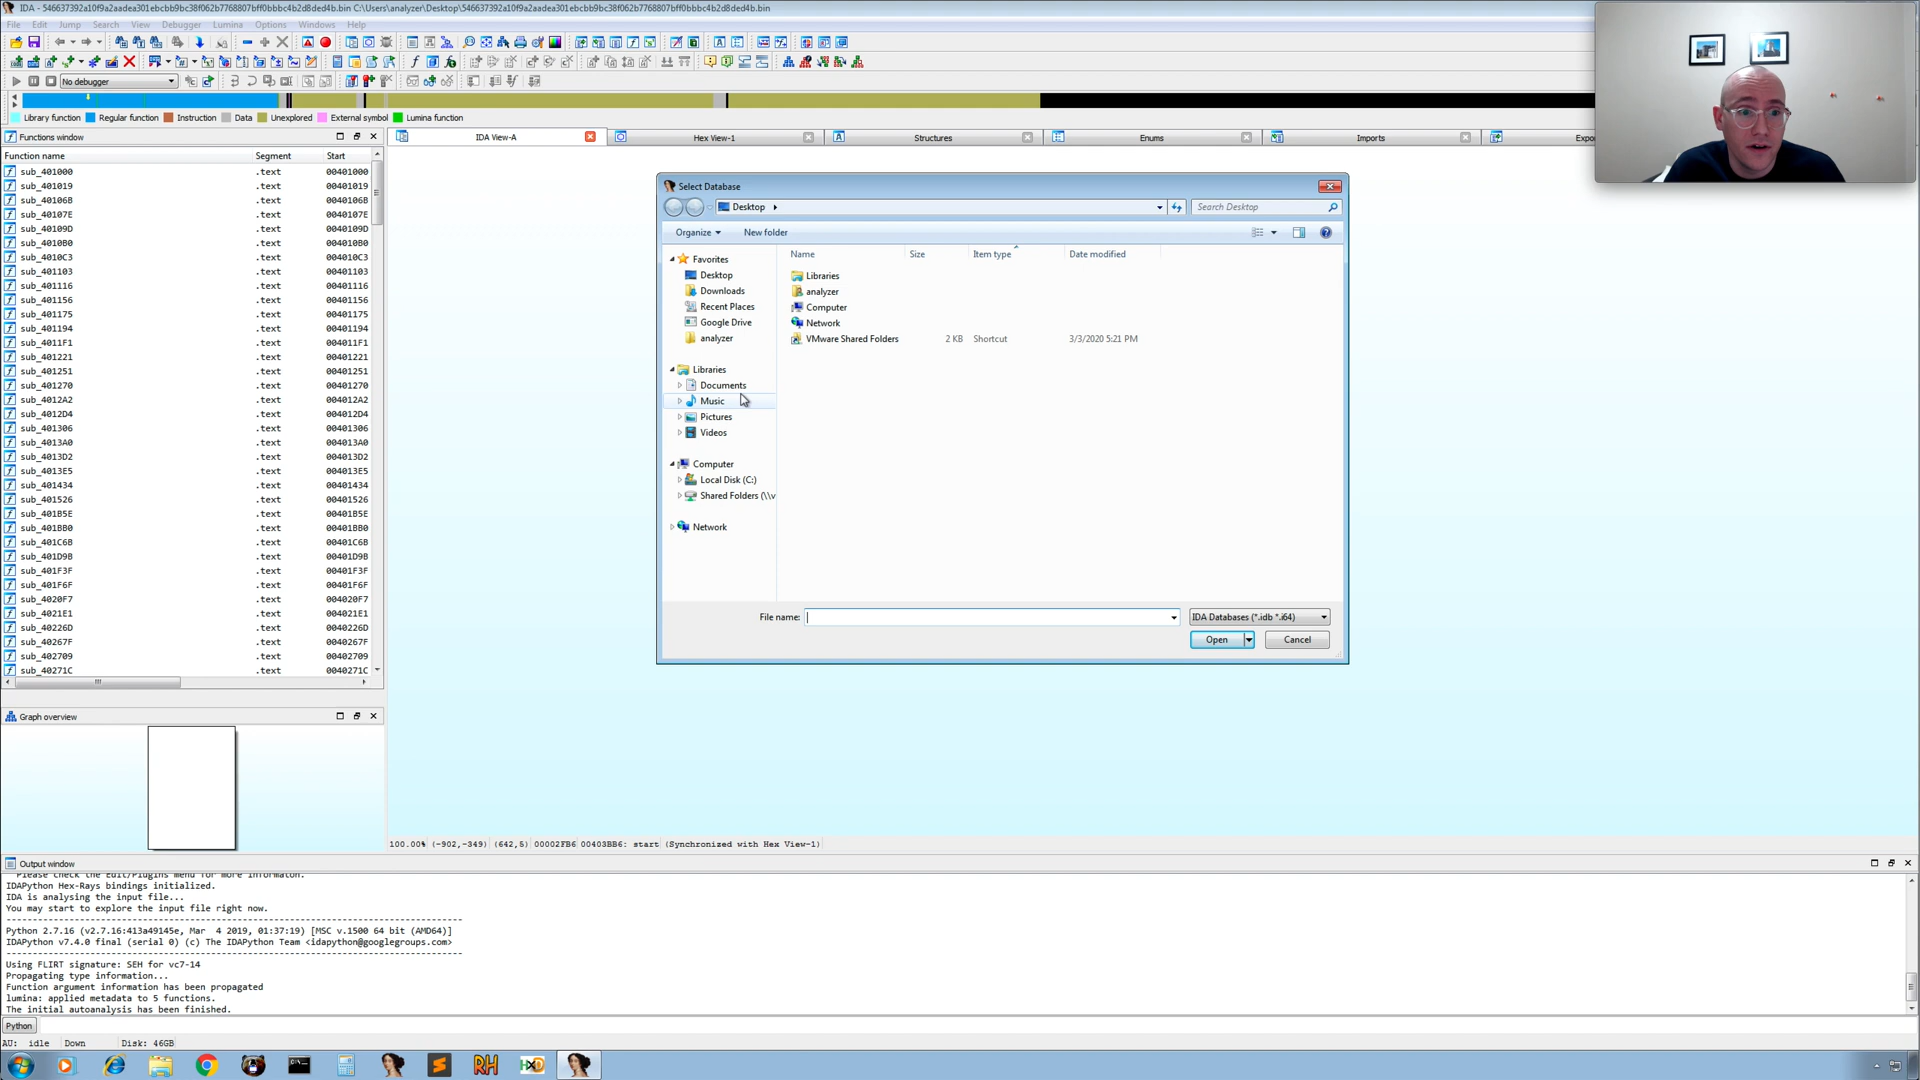 IDA - 546637392a10f9a2aadea301ebcbb9bc38f062b7768807bff0bbbc4b2d8ded4b.bin C:\Users\analyzer\Desktop\546637392a10f9a2aadea301ebcbb9bc38f062b7768807bff0bbbc4b2d8ded4b.bin
File Edit Jump Search View Debugger Lumina Options Windows Help
No debugger
Library function Regular function Instruction Data Unexplored External symbol Lumina function
Functions window
Function name Segment Start
sub_401000 .text 00401000
sub_401019 .text 00401019
sub_40106B .text 0040106B
sub_40107E .text 0040107E
sub_40109D .text 0040109D
sub_4010B0 .text 004010B0
sub_4010C3 .text 004010C3
sub_401103 .text 00401103
sub_401116 .text 00401116
sub_401156 .text 00401156
sub_401175 .text 00401175
sub_401194 .text 00401194
sub_4011F1 .text 004011F1
sub_401221 .text 00401221
sub_401251 .text 00401251
sub_401270 .text 00401270
sub_4012A2 .text 004012A2
sub_4012D4 .text 004012D4
sub_401306 .text 00401306
sub_4013A0 .text 004013A0
sub_4013D2 .text 004013D2
sub_4013E5 .text 004013E5
sub_401434 .text 00401434
sub_401526 .text 00401526
sub_401B5E .text 00401B5E
sub_401BB0 .text 00401BB0
sub_401C6B .text 00401C6B
sub_401D9B .text 00401D9B
sub_401F3F .text 00401F3F
sub_401F6F .text 00401F6F
sub_4020F7 .text 004020F7
sub_4021E1 .text 004021E1
sub_40226D .text 0040226D
sub_40267F .text 0040267F
sub_402709 .text 00402709
sub_40271C .text 0040271C
IDA View-A Hex View-1 Structures Enums Imports Expo
Select Database
Desktop
Search Desktop
Organize New folder
Favorites
Desktop
Downloads
Recent Places
Google Drive
analyzer
Libraries
Documents
Music
Pictures
Videos
Computer
Local Disk (C:)
Shared Folders (\\v
Network
Name Size Item type Date modified
Libraries
analyzer
Computer
Network
VMware Shared Folders 2 KB Shortcut 3/3/2020 5:21 PM
File name:
IDA Databases (*.idb *.i64)
Open Cancel
Graph overview
100.00% (-902,-349) (642,5) 00002FB6 00403BB6: start (Synchronized with Hex View-1)
Output window
Please check the Edit/Plugins menu for more informaton.
IDAPython Hex-Rays bindings initialized.
IDA is analysing the input file...
You may start to explore the input file right now.
Python 2.7.16 (v2.7.16:413a49145e, Mar  4 2019, 01:37:19) [MSC v.1500 64 bit (AMD64)]
IDAPython v7.4.0 final (serial 0) (c) The IDAPython Team <idapython@googlegroups.com>
Using FLIRT signature: SEH for vc7-14
Propagating type information...
Function argument information has been propagated
lumina: applied metadata to 5 functions.
The initial autoanalysis has been finished.
Python
AU: idle Down Disk: 46GB